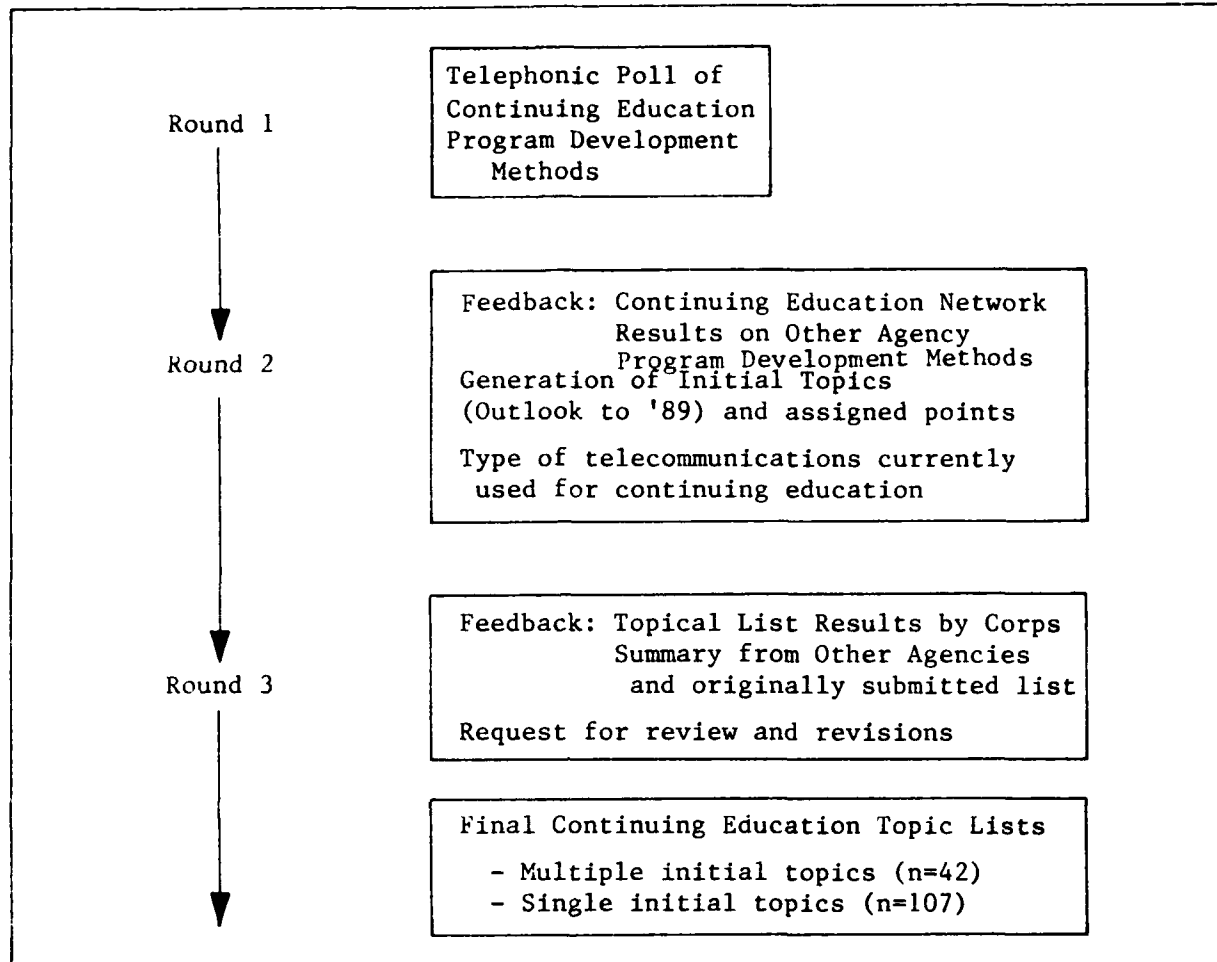 Telephonic Poll of
Continuing Education
Round 1
Program Development
Methods
Feedback: Continuing Education Network
Results on Other Agency
Round 2
Program Development Methods
Generation of Initial Topics
(Outlook to '89) and assigned points
Type of telecommunications currently
used for continuing education
Feedback: Topical List Results by Corps
Summary from Other Agencies
Round 3
and originally submitted list
Request for review and revisions
Final Continuing Education Topic Lists
- Multiple initial topics (n=42)
- Single initial topics (n=107)